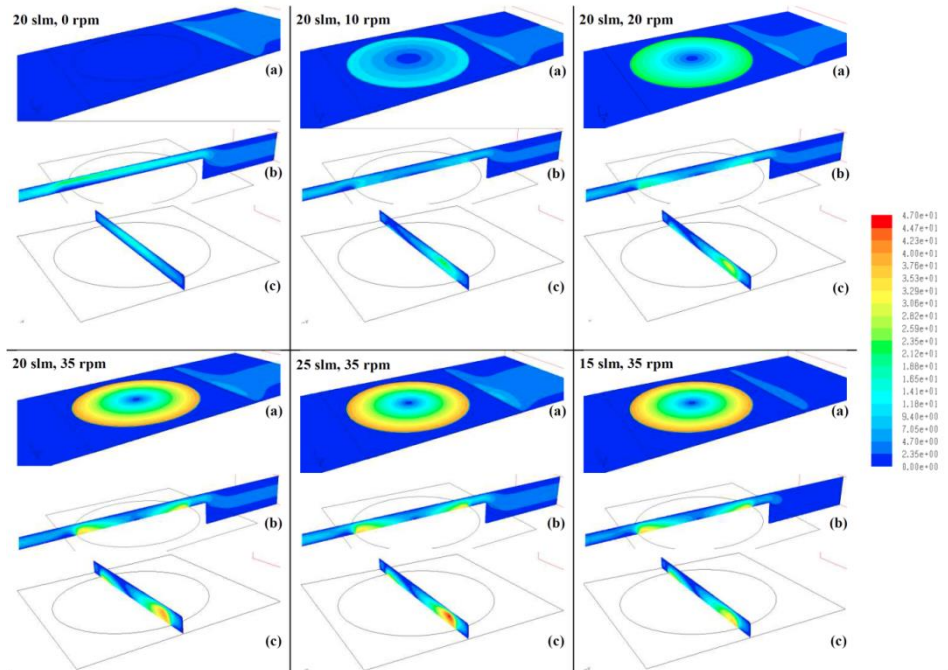 20 slm, 0 rpm
(a)
(b)
(c)
20 slm, 10 rpm
(a)
(b)
(c)
20 slm, 20 rpm
(a)
(b)
(c)
20 slm, 35 rpm
(a)
(b)
(c)
25 slm, 35 rpm
(a)
(b)
(c)
15 slm, 35 rpm
(a)
(b)
(c)
4.70e+01
4.47e+01
4.23e+01
4.00e+01
3.76e+01
3.53e+01
3.29e+01
3.06e+01
2.82e+01
2.59e+01
2.35e+01
2.12e+01
1.88e+01
1.65e+01
1.41e+01
1.18e+01
9.40e+00
7.05e+00
4.70e+00
2.35e+00
0.00e+00